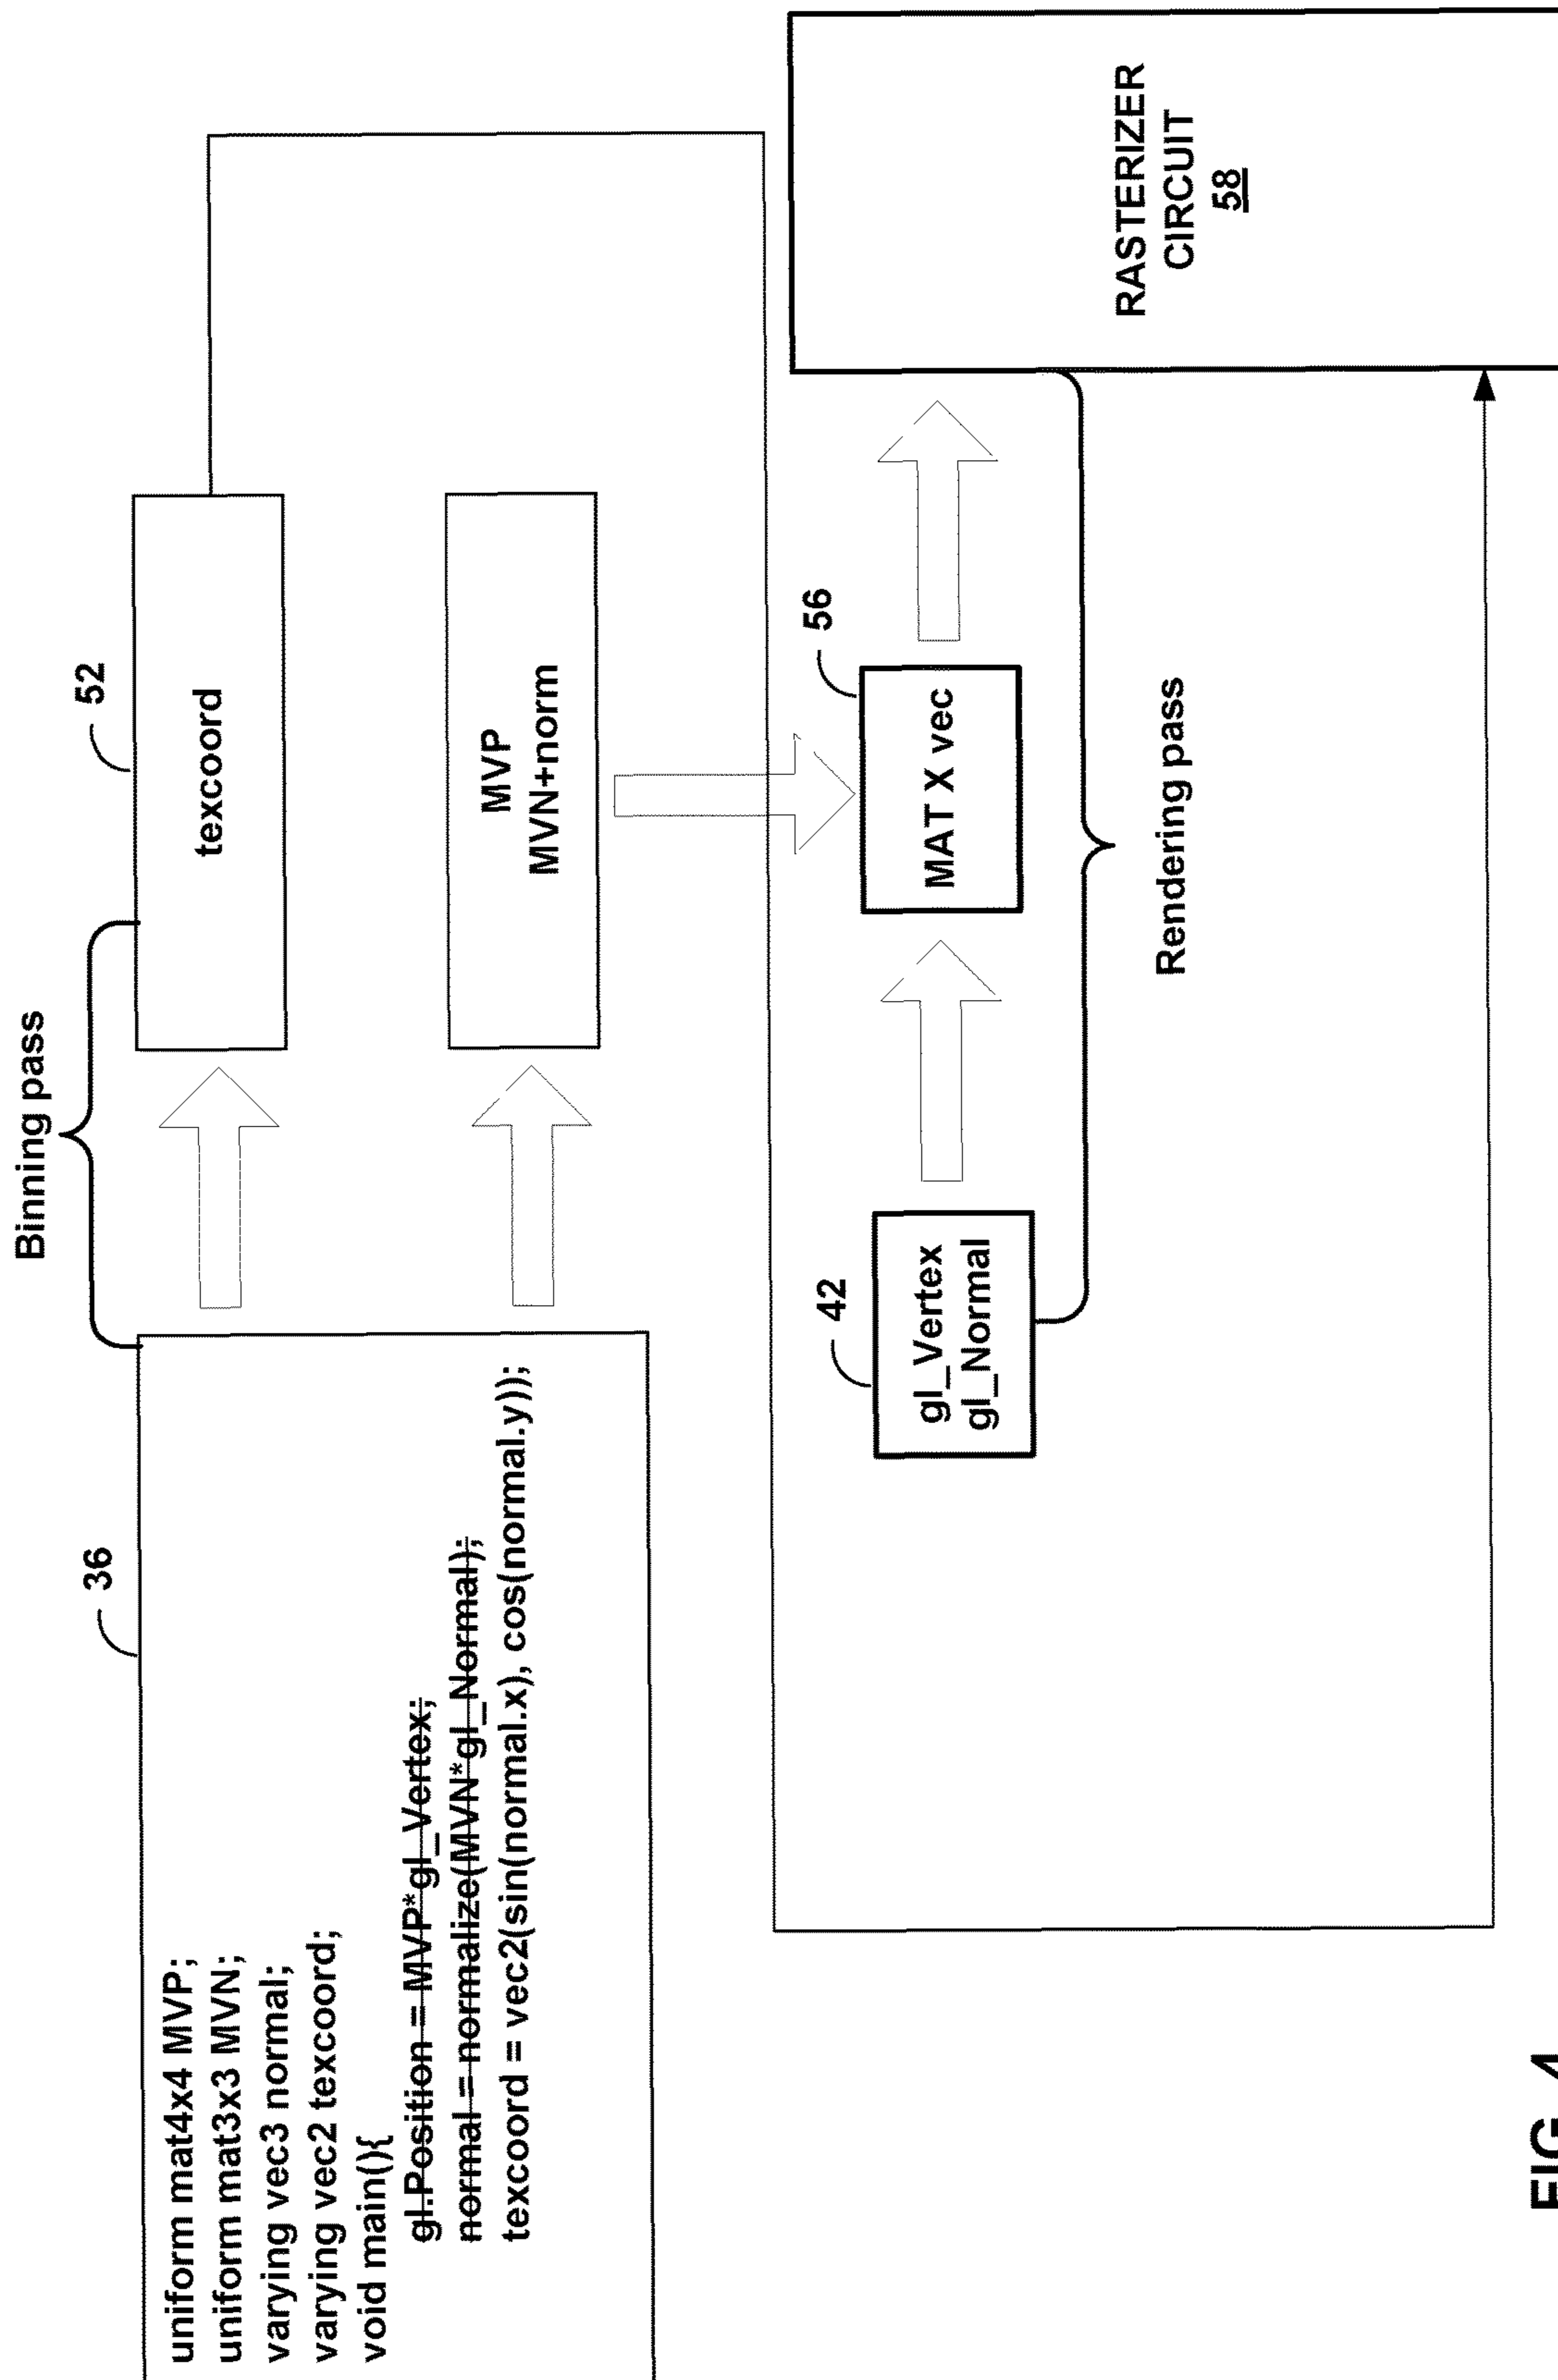 Binning pass
36
uniform mat4x4 MVP;
uniform mat3x3 MVN;
varying vec3 normal;
varying vec2 texcoord;
void main(){
gl.Position = MVP*gl_Vertex;
normal = normalize(MVN*gl_Normal);
texcoord = vec2(sin(normal.x), cos(normal.y));
52
texcoord
MVP
MVN+norm
42
gl_Vertex
gl_Normal
56
MAT X vec
Rendering pass
RASTERIZER
CIRCUIT
58
FIG. 4